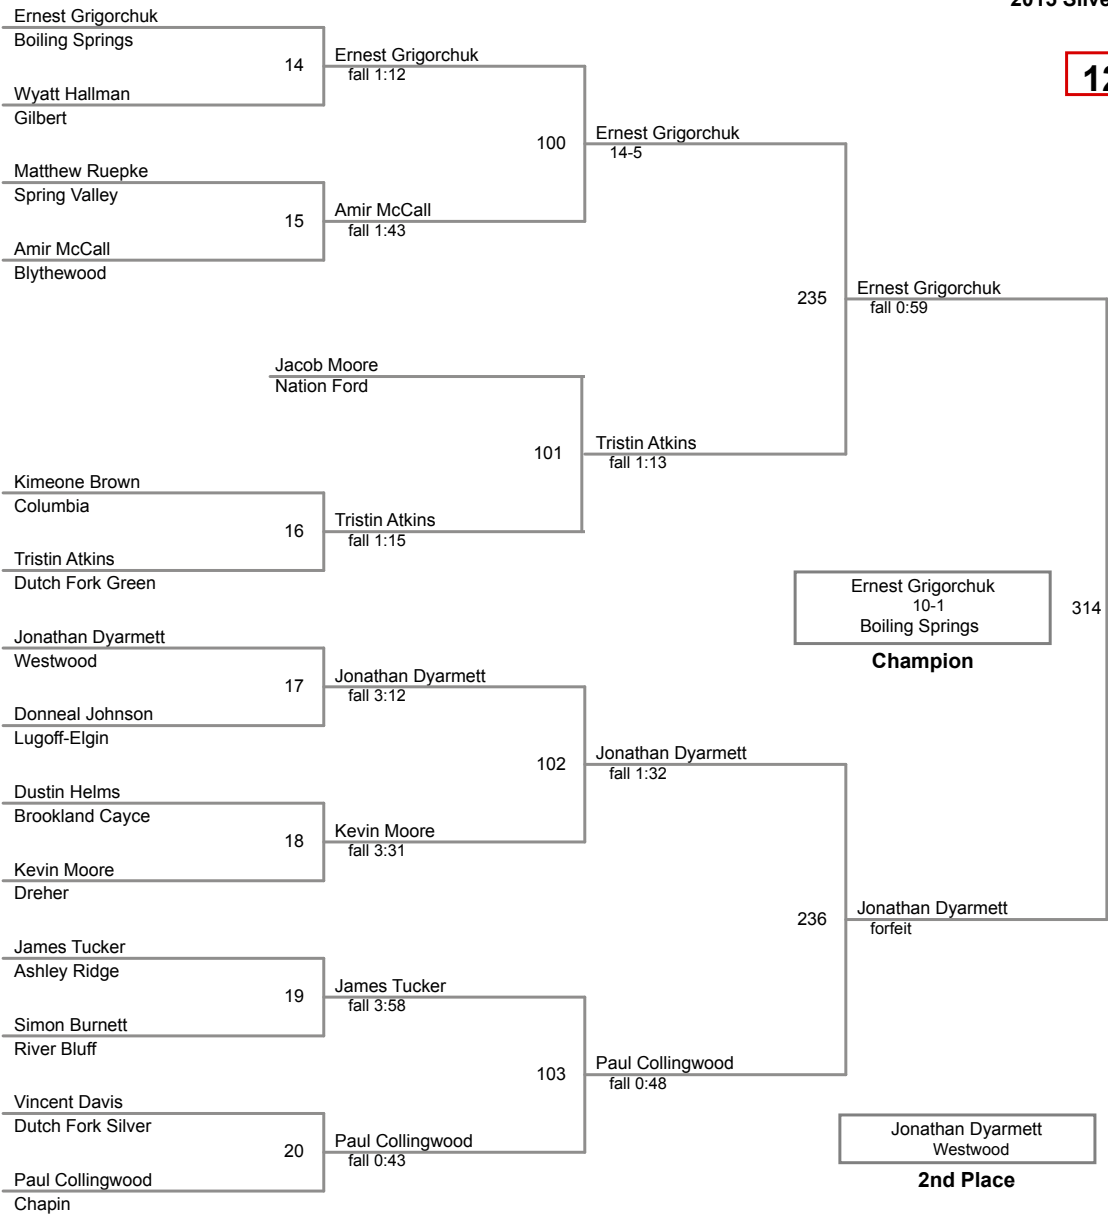 2015 Silve
12
Ernest Grigorchuk
Boiling Springs
14
Wyatt Hallman
Gilbert
Ernest Grigorchuk
fall 1:12
Matthew Ruepke
Spring Valley
15
Amir McCall
Blythewood
Amir McCall
fall 1:43
100
Ernest Grigorchuk
14-5
Jacob Moore
Nation Ford
Kimeone Brown
Columbia
16
Tristin Atkins
Dutch Fork Green
Tristin Atkins
fall 1:15
101
Tristin Atkins
fall 1:13
235
Ernest Grigorchuk
fall 0:59
Jonathan Dyarmett
Westwood
17
Donneal Johnson
Lugoff-Elgin
Jonathan Dyarmett
fall 3:12
Dustin Helms
Brookland Cayce
18
Kevin Moore
Dreher
Kevin Moore
fall 3:31
102
Jonathan Dyarmett
fall 1:32
James Tucker
Ashley Ridge
19
Simon Burnett
River Bluff
James Tucker
fall 3:58
Vincent Davis
Dutch Fork Silver
20
Paul Collingwood
Chapin
Paul Collingwood
fall 0:43
103
Paul Collingwood
fall 0:48
236
Jonathan Dyarmett
forfeit
314
Ernest Grigorchuk
10-1
Boiling Springs
Champion
Jonathan Dyarmett
Westwood
2nd Place